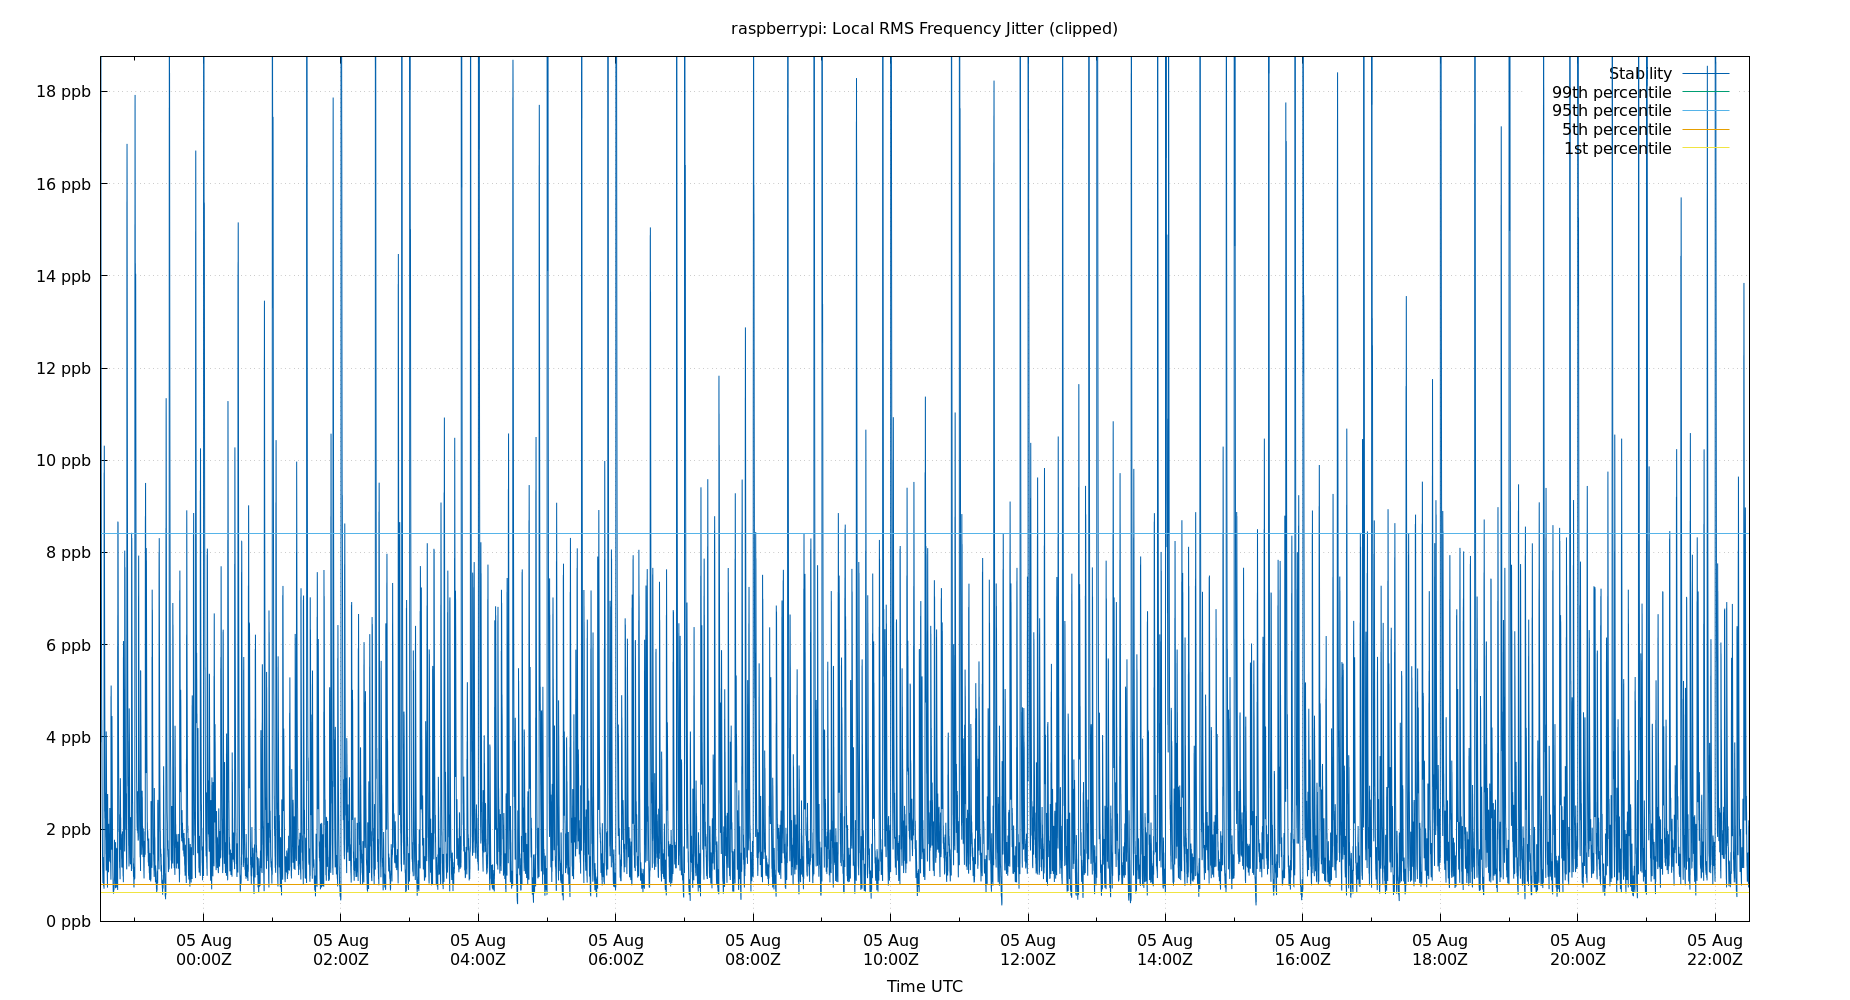 raspberrypi: Local RMS Frequency Jitter (clipped)
Stability
99th percentile
95th percentile
5th percentile
1st percentile
18 ppb
16 ppb
14 ppb
12 ppb
10 ppb
8 ppb
6 ppb
4 ppb
2 ppb
0 ppb
05 Aug 05 Aug 05 Aug 05 Aug 05 Aug 05 Aug 05 Aug 05 Aug 05 Aug 05 Aug 05 Aug 05 Aug
00:00Z 02:00Z 04:00Z 06:00Z 08:00Z 10:00Z 12:00Z 14:00Z 16:00Z 18:00Z 20:00Z 22:00Z
Time UTC